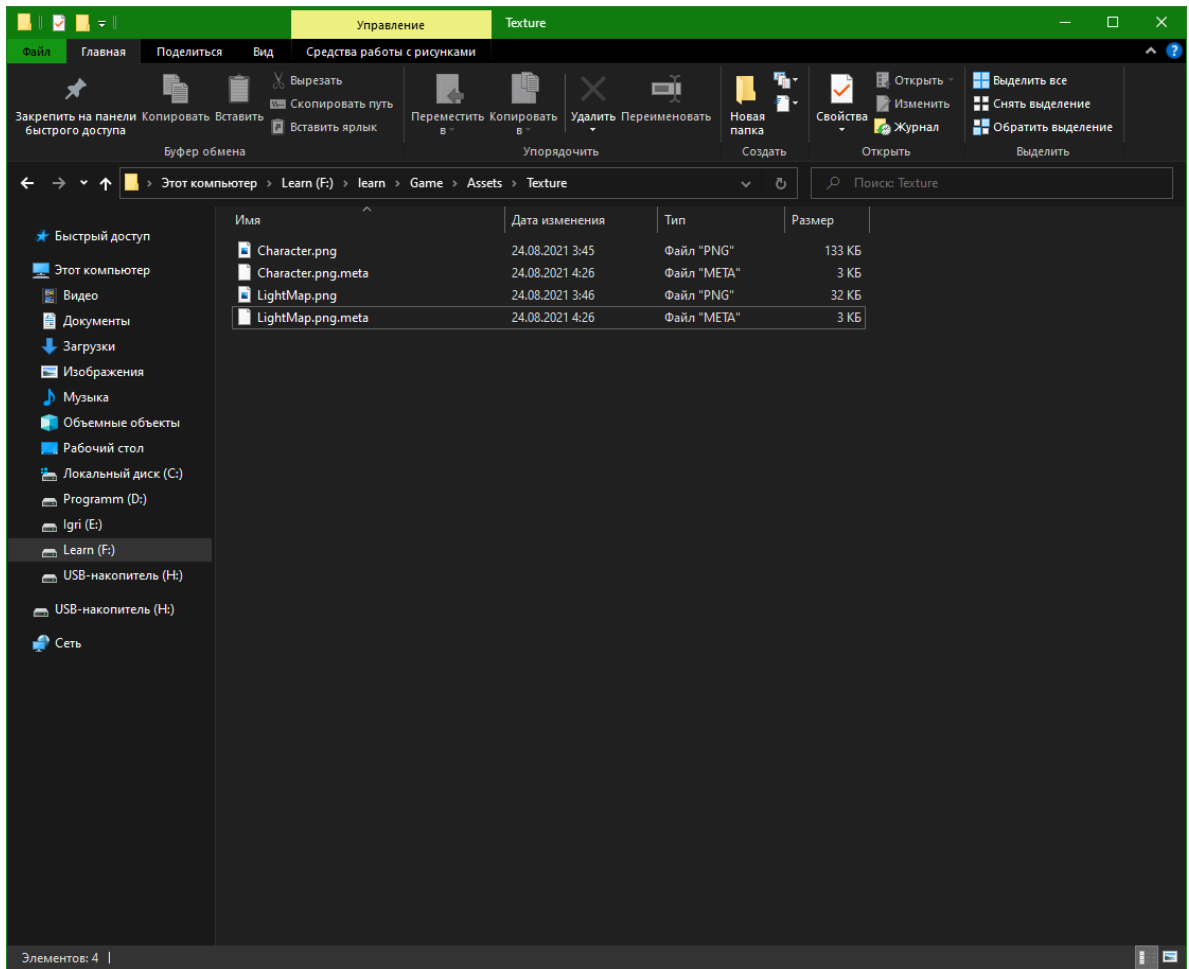 Управление
Texture
Файл
Главная
Поделиться
Вид
Средства работы с рисунками
Закрепить на панели
быстрого доступа
Копировать
Вставить
Вырезать
Скопировать путь
Вставить ярлык
Буфер обмена
Переместить
в
Копировать
в
Удалить
Переименовать
Упорядочить
Новая
папка
Создать
Свойства
Открыть
Изменить
Журнал
Открыть
Выделить все
Снять выделение
Обратить выделение
Выделить
Этот компьютер › Learn (F:) › learn › Game › Assets › Texture
Поиск: Texture
Быстрый доступ
Этот компьютер
Видео
Документы
Загрузки
Изображения
Музыка
Объемные объекты
Рабочий стол
Локальный диск (C:)
Programm (D:)
Igri (E:)
Learn (F:)
USB-накопитель (H:)
USB-накопитель (H:)
Сеть
Имя Дата изменения Тип Размер
Character.png 24.08.2021 3:45 Файл "PNG" 133 КБ
Character.png.meta 24.08.2021 4:26 Файл "META" 3 КБ
LightMap.png 24.08.2021 3:46 Файл "PNG" 32 КБ
LightMap.png.meta 24.08.2021 4:26 Файл "META" 3 КБ
Элементов: 4